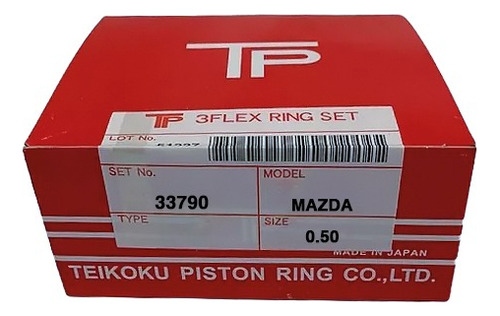 TP
TP 3FLEX RING SET
LOT No.
SET No. MODEL
33790 MAZDA
TYPE SIZE
0.50
MADE IN JAPAN
TEIKOKU PISTON RING CO.,LTD.